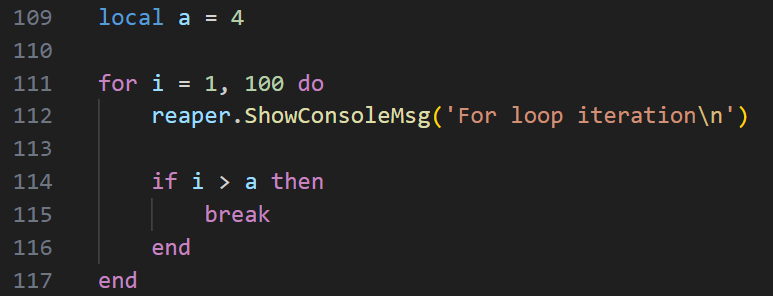 109 local a = 4
110
111 for i = 1, 100 do
112     reaper.ShowConsoleMsg('For loop iteration\n')
113
114     if i > a then
115         break
116     end
117 end